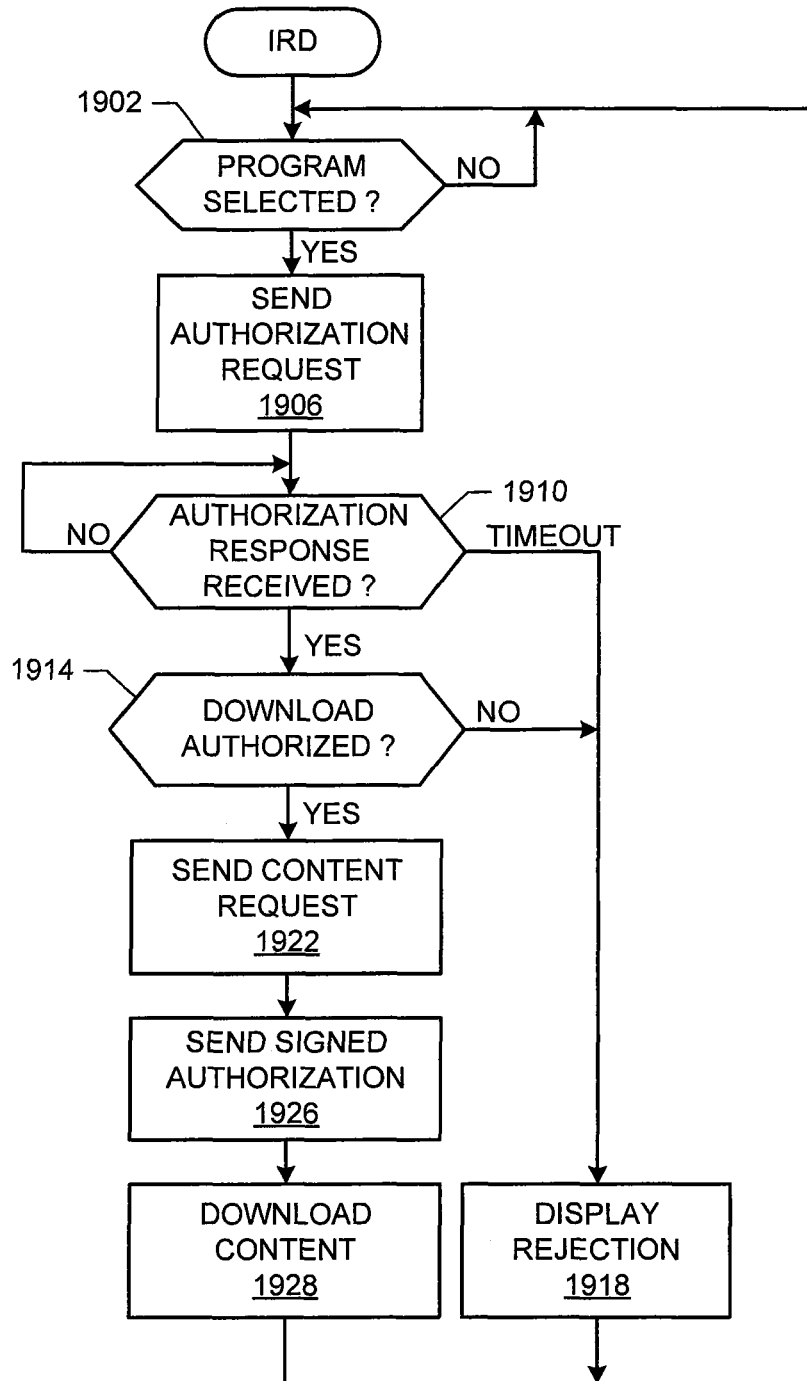 IRD
1902
PROGRAM
SELECTED ?
NO
YES
SEND
AUTHORIZATION
REQUEST
1906
1910
AUTHORIZATION
RESPONSE
RECEIVED ?
NO
TIMEOUT
YES
1914
DOWNLOAD
AUTHORIZED ?
NO
YES
SEND CONTENT
REQUEST
1922
SEND SIGNED
AUTHORIZATION
1926
DOWNLOAD
CONTENT
1928
DISPLAY
REJECTION
1918